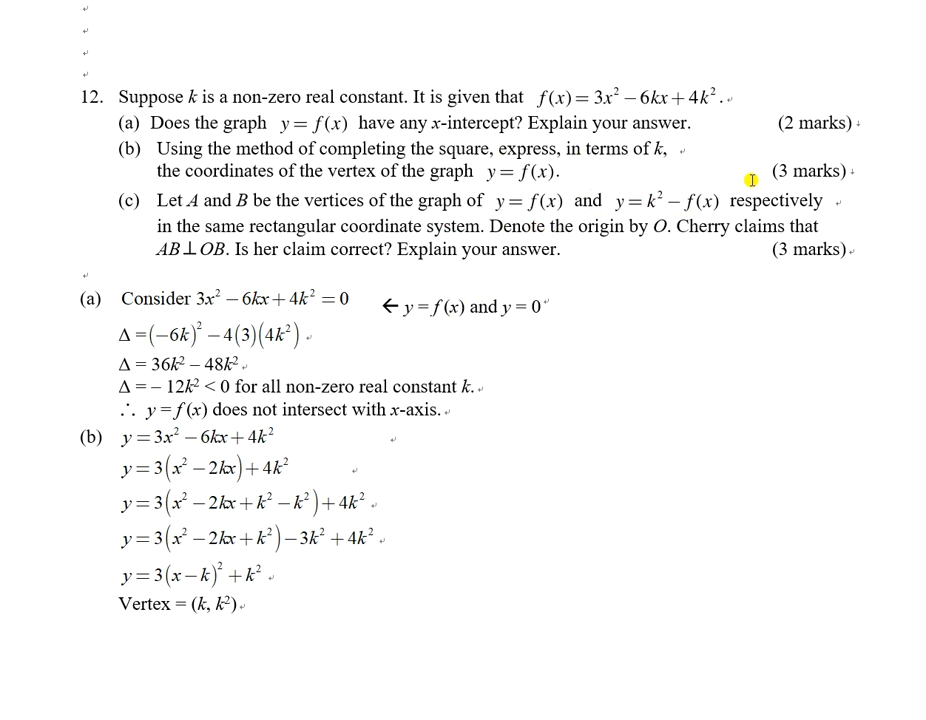 12. Suppose k is a non-zero real constant. It is given that f(x) = 3x² − 6kx + 4k².
(a) Does the graph y = f(x) have any x-intercept? Explain your answer. (2 marks)
(b) Using the method of completing the square, express, in terms of k,
the coordinates of the vertex of the graph y = f(x). (3 marks)
(c) Let A and B be the vertices of the graph of y = f(x) and y = k² − f(x) respectively
in the same rectangular coordinate system. Denote the origin by O. Cherry claims that
AB⊥OB. Is her claim correct? Explain your answer. (3 marks)
(a) Consider 3x² − 6kx + 4k² = 0 ← y = f(x) and y = 0
Δ = (−6k)² − 4(3)(4k²)
Δ = 36k² − 48k²
Δ = − 12k² < 0 for all non-zero real constant k.
∴ y = f(x) does not intersect with x-axis.
(b) y = 3x² − 6kx + 4k²
y = 3(x² − 2kx) + 4k²
y = 3(x² − 2kx + k² − k²) + 4k²
y = 3(x² − 2kx + k²) − 3k² + 4k²
y = 3(x − k)² + k²
Vertex = (k, k²)